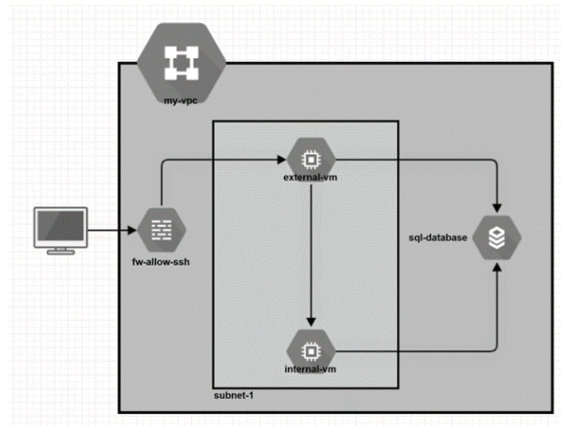 my-vpc
external-vm
sql-database
fw-allow-ssh
internal-vm
subnet-1